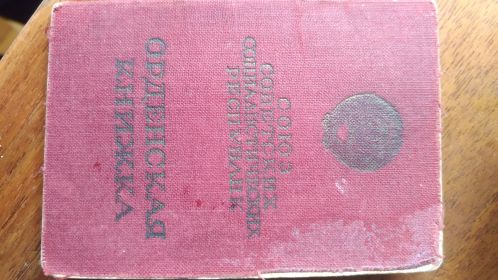 СОЮЗ
СОВЕТСКИХ
СОЦИАЛИСТИЧЕСКИХ
РЕСПУБЛИК
ОРДЕНСКАЯ
КНИЖКА